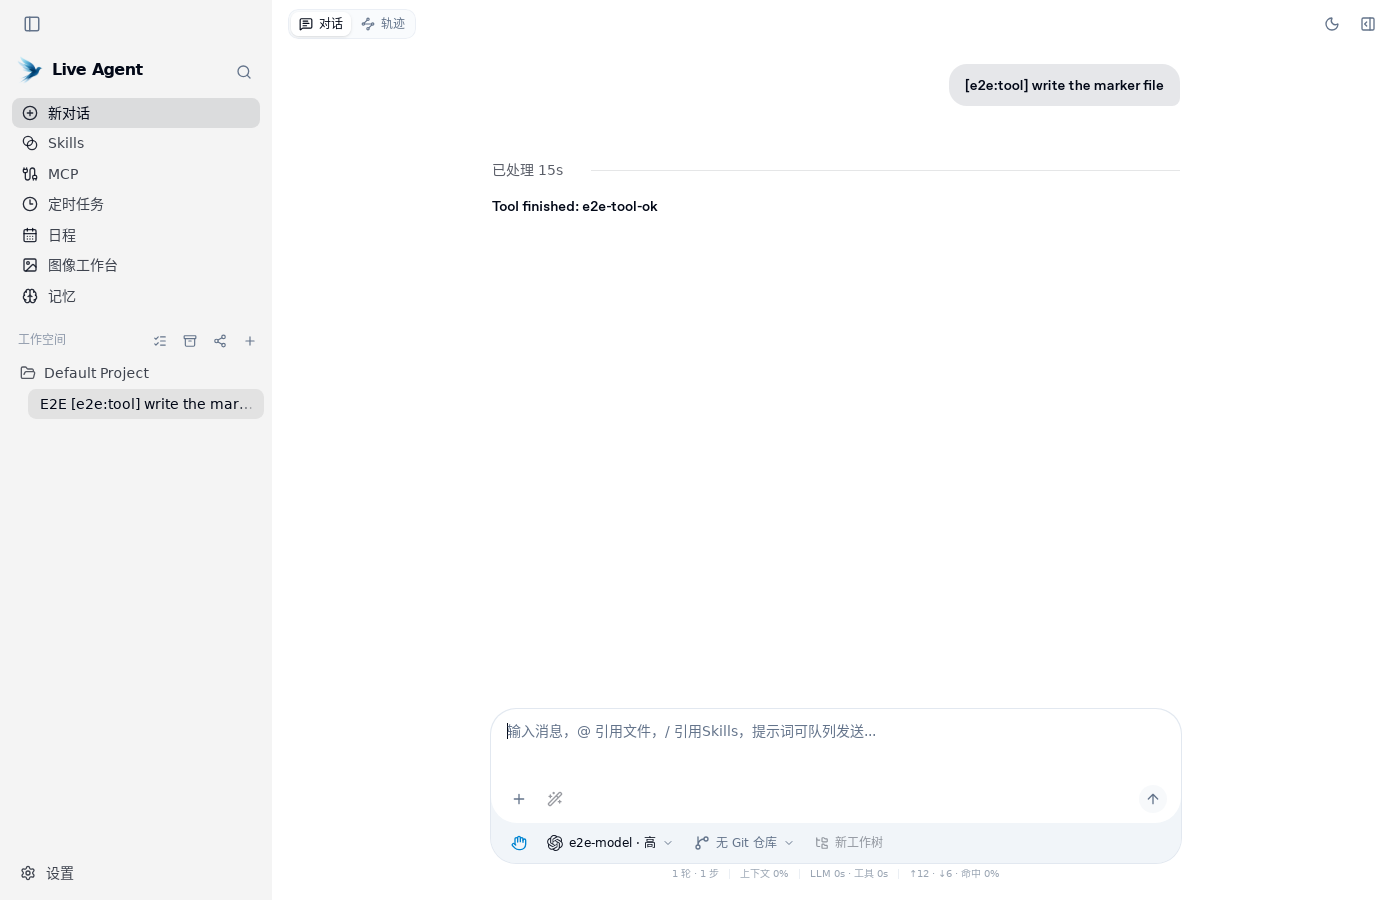 对话
轨迹
Live Agent
新对话
Skills
MCP
定时任务
日程
图像工作台
记忆
工作空间
Default Project
E2E [e2e:tool] write the mar...
设置
[e2e:tool] write the marker file
已处理 15s
Tool finished: e2e-tool-ok
输入消息，@ 引用文件，/ 引用Skills，提示词可队列发送...
e2e-model · 高
无 Git 仓库
新工作树
1 轮 · 1 步 | 上下文 0% | LLM 0s · 工具 0s | ↑12 · ↓6 · 命中 0%